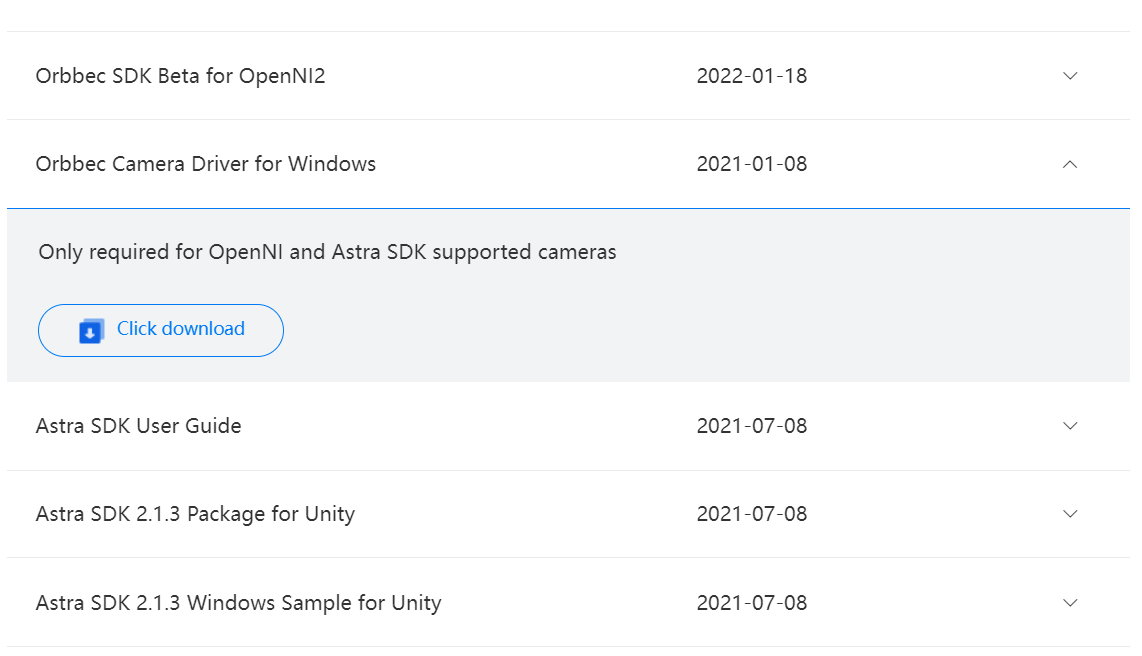 Orbbec SDK Beta for OpenNI2 2022-01-18
Orbbec Camera Driver for Windows 2021-01-08
Only required for OpenNI and Astra SDK supported cameras
Click download
Astra SDK User Guide 2021-07-08
Astra SDK 2.1.3 Package for Unity 2021-07-08
Astra SDK 2.1.3 Windows Sample for Unity 2021-07-08